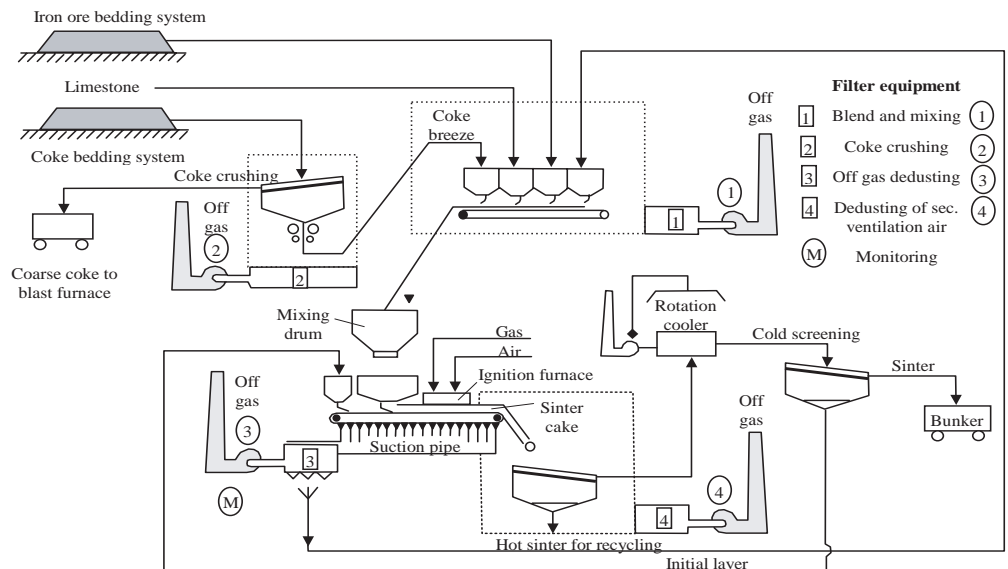 Iron ore bedding system
Limestone
Coke bedding system
Coke crushing
Coarse coke to
blast furnace
Off
gas
2
2
Coke
breeze
1
1
Off
gas
Filter equipment
1 Blend and mixing 1
2 Coke crushing 2
3 Off gas dedusting 3
4 Dedusting of sec. 4
ventilation air
M Monitoring
Mixing
drum
Gas
Air
Ignition furnace
Sinter
cake
Suction pipe
Off
gas
3
3
M
Rotation
cooler
Cold screening
Sinter
Bunker
Off
gas
4
4
Hot sinter for recycling
Initial layer